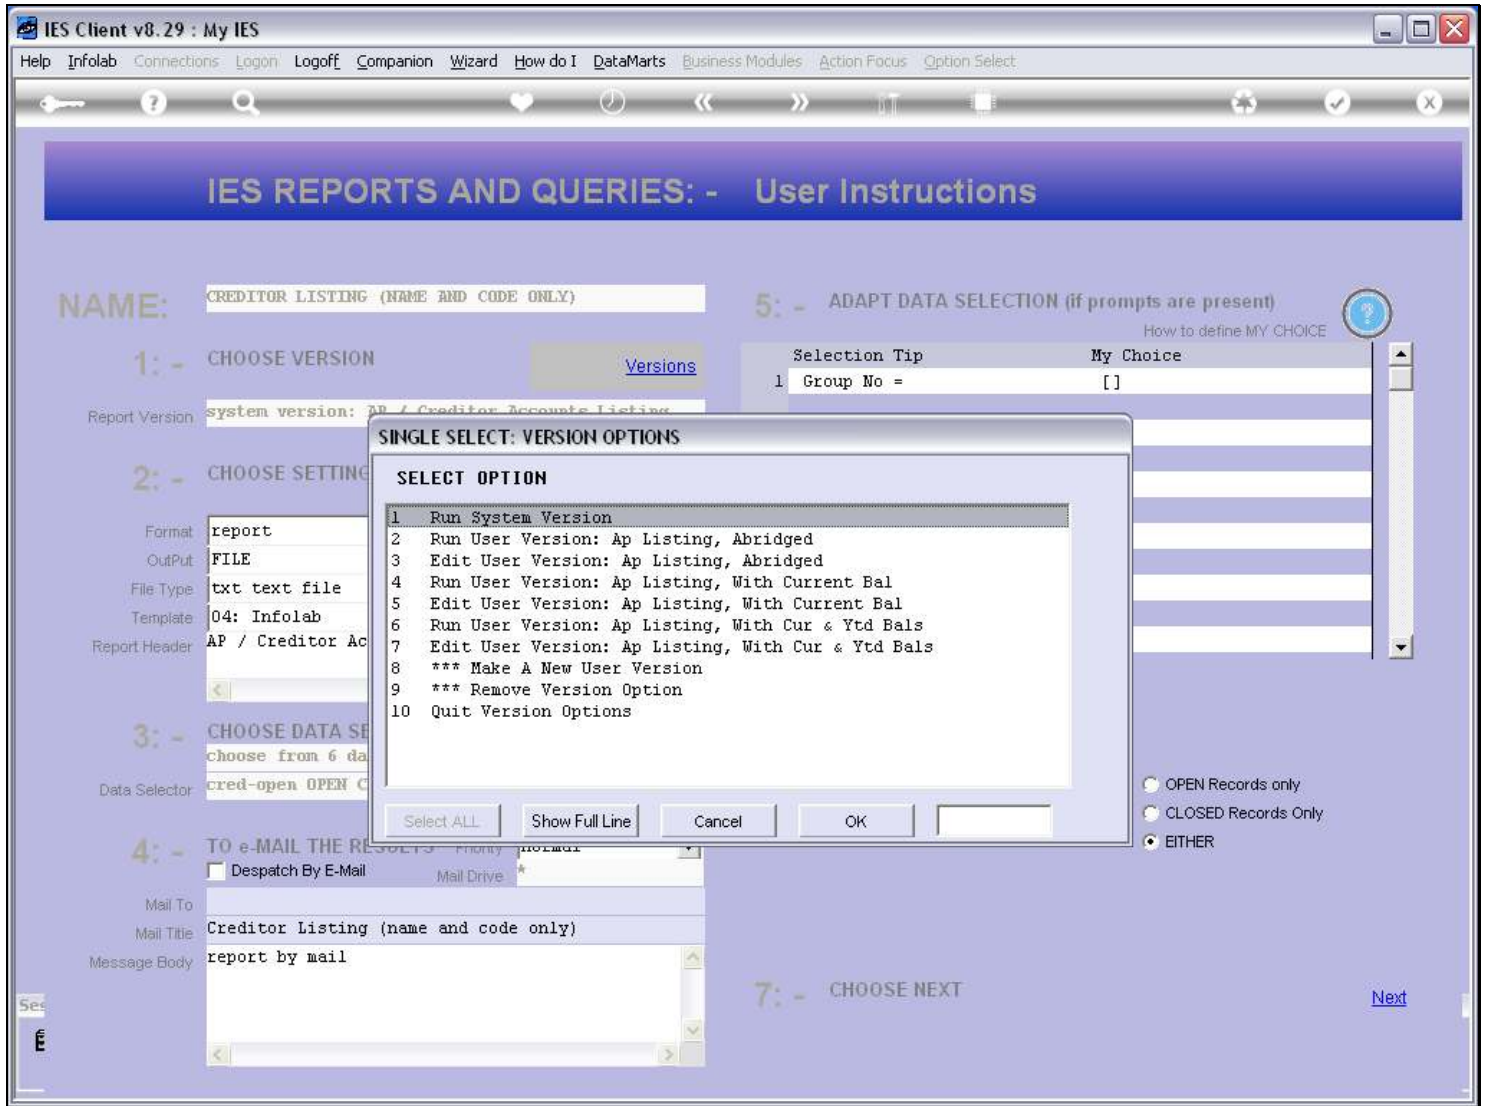 IES Client v8.29 : My IES
Help Infolab Connections Logon Logoff Companion Wizard How do I DataMarts Business Modules Action Focus Option Select
IES REPORTS AND QUERIES: - User Instructions
NAME: CREDITOR LISTING (NAME AND CODE ONLY)
1: - CHOOSE VERSION
Versions
Report Version system version: AP / Creditor Accounts Listing
2: - CHOOSE SETTING
Format report
OutPut FILE
File Type txt text file
Template 04: Infolab
Report Header AP / Creditor Ac
3: - CHOOSE DATA SE
choose from 6 da
Data Selector cred-open OPEN C
4: - TO e-MAIL THE RESULTS Priority normal
Despatch By E-Mail Mail Drive *
Mail To
Mail Title Creditor Listing (name and code only)
Message Body report by mail
5: - ADAPT DATA SELECTION (if prompts are present)
How to define MY CHOICE
?
Selection Tip My Choice
1 Group No = []
SINGLE SELECT: VERSION OPTIONS
SELECT OPTION
1 Run System Version
2 Run User Version: Ap Listing, Abridged
3 Edit User Version: Ap Listing, Abridged
4 Run User Version: Ap Listing, With Current Bal
5 Edit User Version: Ap Listing, With Current Bal
6 Run User Version: Ap Listing, With Cur & Ytd Bals
7 Edit User Version: Ap Listing, With Cur & Ytd Bals
8 *** Make A New User Version
9 *** Remove Version Option
10 Quit Version Options
Select ALL Show Full Line Cancel OK
OPEN Records only
CLOSED Records Only
EITHER
7: - CHOOSE NEXT
Next
Ses